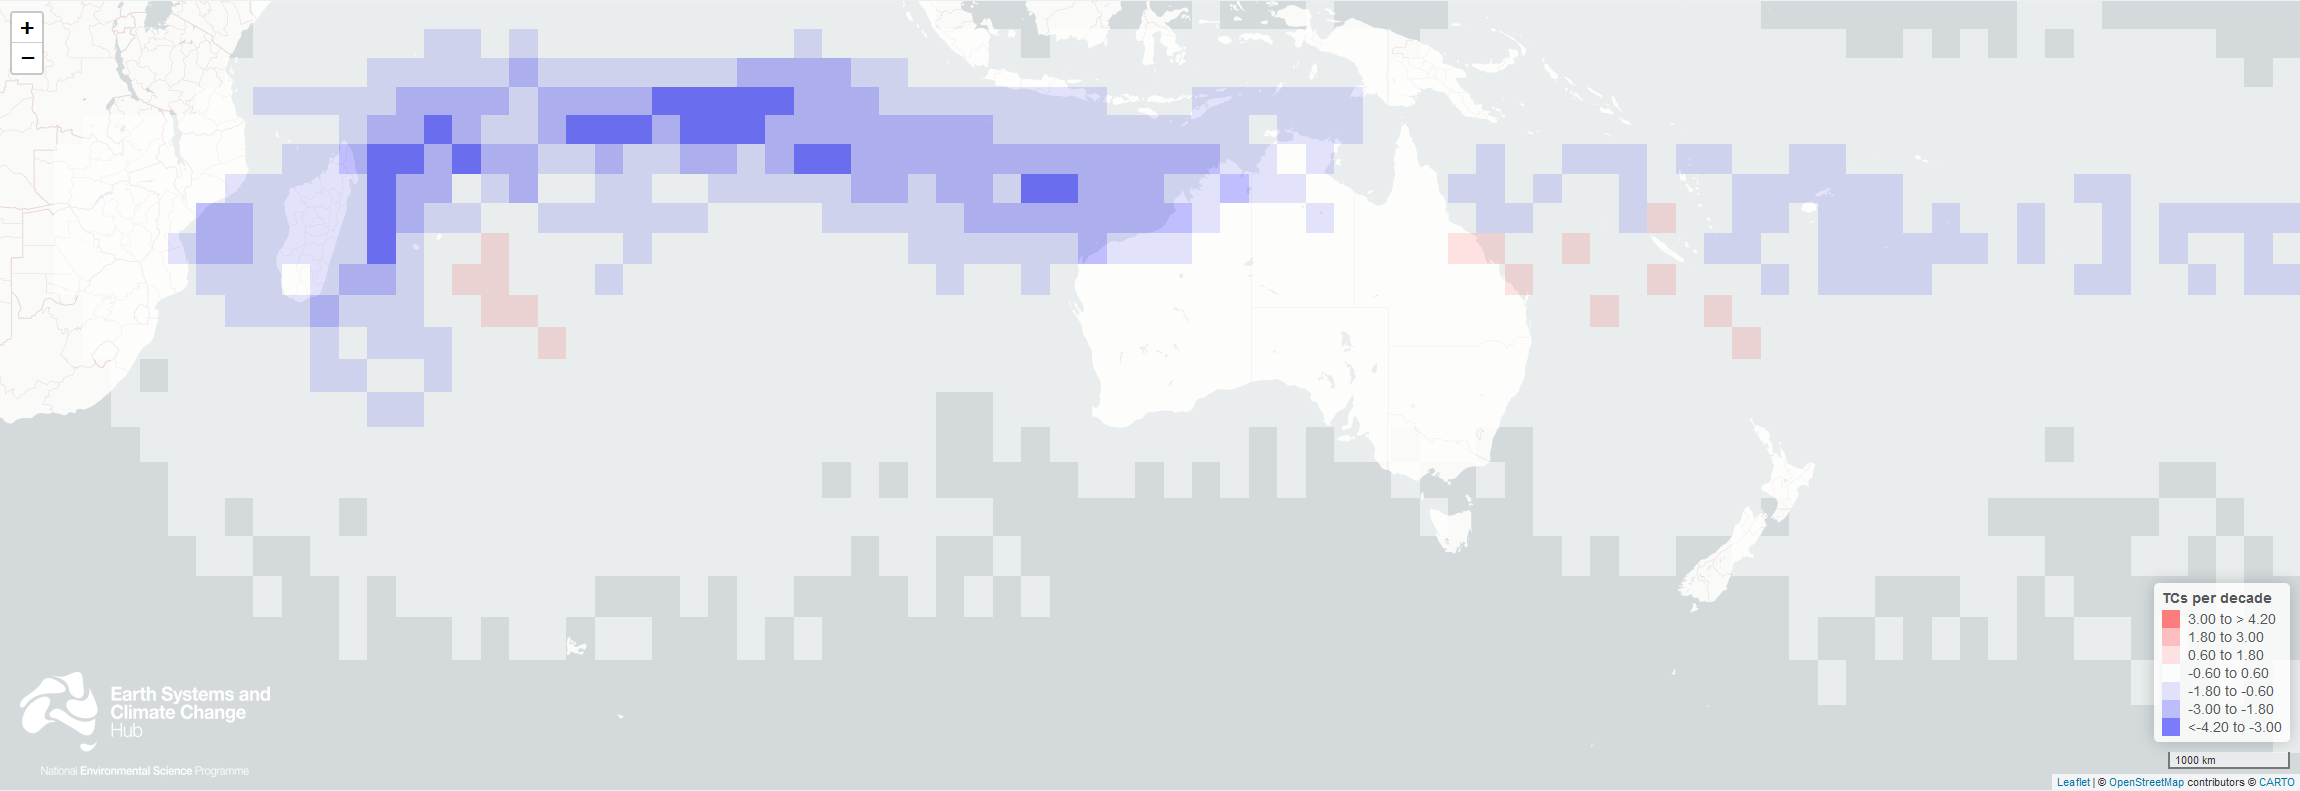 +
−
Earth Systems and
Climate Change
Hub
National Environmental Science Programme
TCs per decade
3.00 to > 4.20
1.80 to 3.00
0.60 to 1.80
-0.60 to 0.60
-1.80 to -0.60
-3.00 to -1.80
<-4.20 to -3.00
1000 km
Leaflet | © OpenStreetMap contributors © CARTO